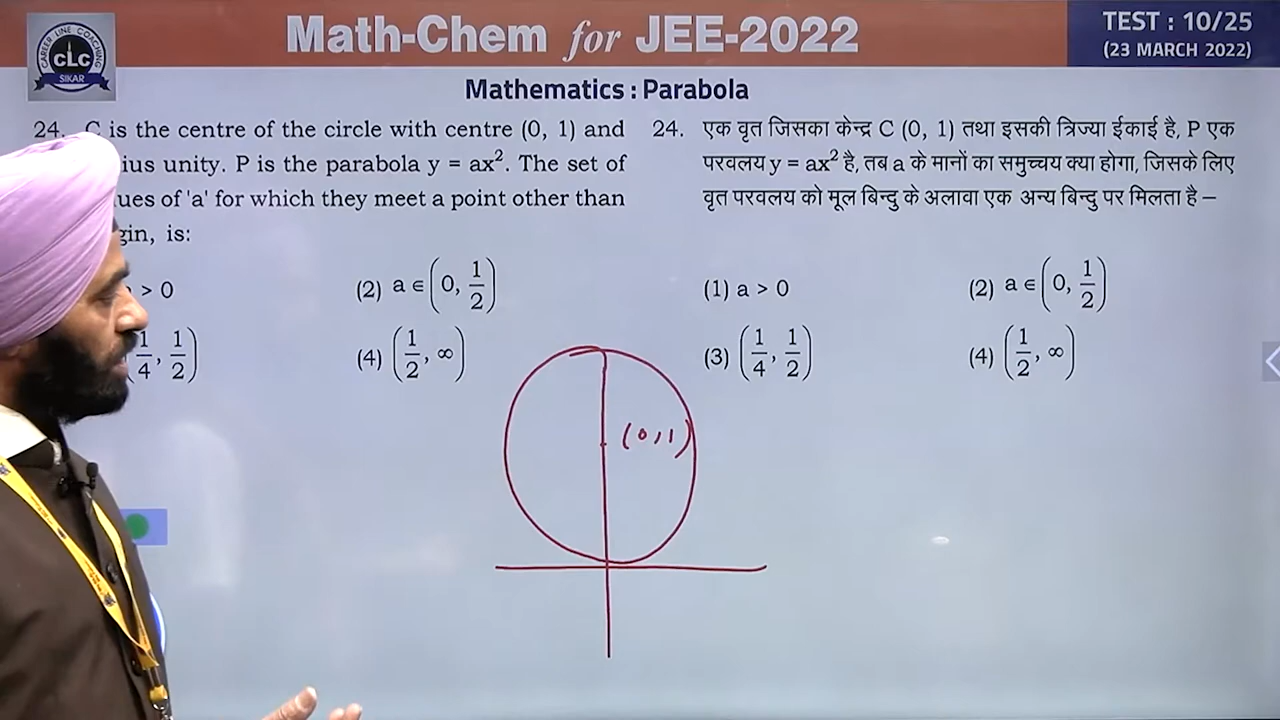 CAREER LINE COACHING
CLC
SIKAR
Math-Chem for JEE-2022
TEST : 10/25
(23 MARCH 2022)
Mathematics : Parabola
24. C is the centre of the circle with centre (0, 1) and
unity. P is the parabola y = ax². The set of
of 'a' for which they meet a point other than
is:
> 0
(2) a ∈ (0, 1/2)
(1/4, 1/2)
(4) (1/2, ∞)
24. एक वृत जिसका केन्द्र C (0, 1) तथा इसकी त्रिज्या ईकाई है, P एक
परवलय y = ax² है, तब a के मानों का समुच्चय क्या होगा, जिसके लिए
वृत परवलय को मूल बिन्दु के अलावा एक अन्य बिन्दु पर मिलता है –
(1) a > 0
(2) a ∈ (0, 1/2)
(3) (1/4, 1/2)
(4) (1/2, ∞)
(0,1)